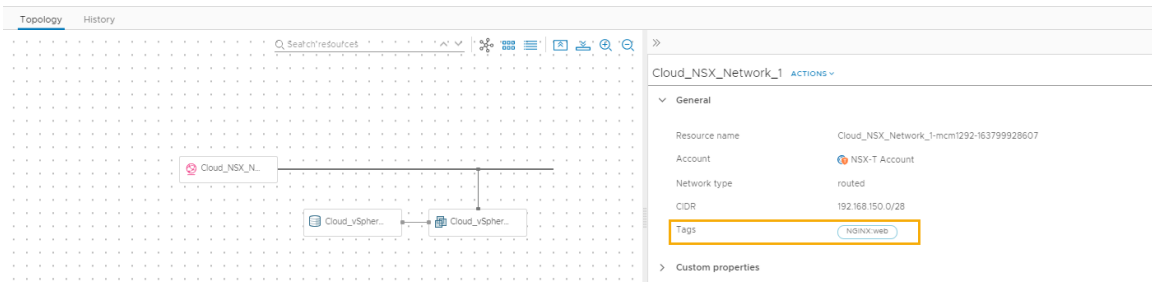 Topology History
Search resources
Cloud_NSX_N...
Cloud_vSpher...
Cloud_vSpher...
Cloud_NSX_Network_1 ACTIONS
General
Resource name Cloud_NSX_Network_1-mcm1292-163799928607
Account NSX-T Account
Network type routed
CIDR 192.168.150.0/28
Tags NGINX:web
Custom properties